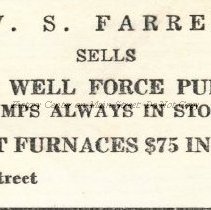 . S. FARRE
SELLS
WELL FORCE PU
MPS ALWAYS IN STO
T FURNACES $75 IN
treet